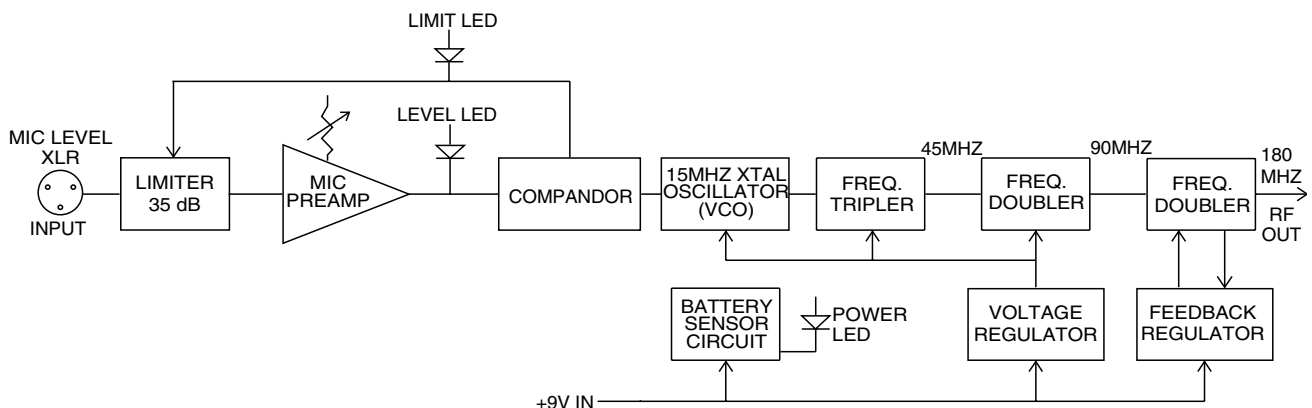 LIMIT LED
LEVEL LED
MIC LEVEL
XLR
INPUT
LIMITER
35 dB
MIC
PREAMP
COMPANDOR
15MHZ XTAL
OSCILLATOR
(VCO)
FREQ.
TRIPLER
45MHZ
FREQ.
DOUBLER
90MHZ
FREQ.
DOUBLER
180
MHZ
RF
OUT
BATTERY
SENSOR
CIRCUIT
POWER
LED
VOLTAGE
REGULATOR
FEEDBACK
REGULATOR
+9V IN